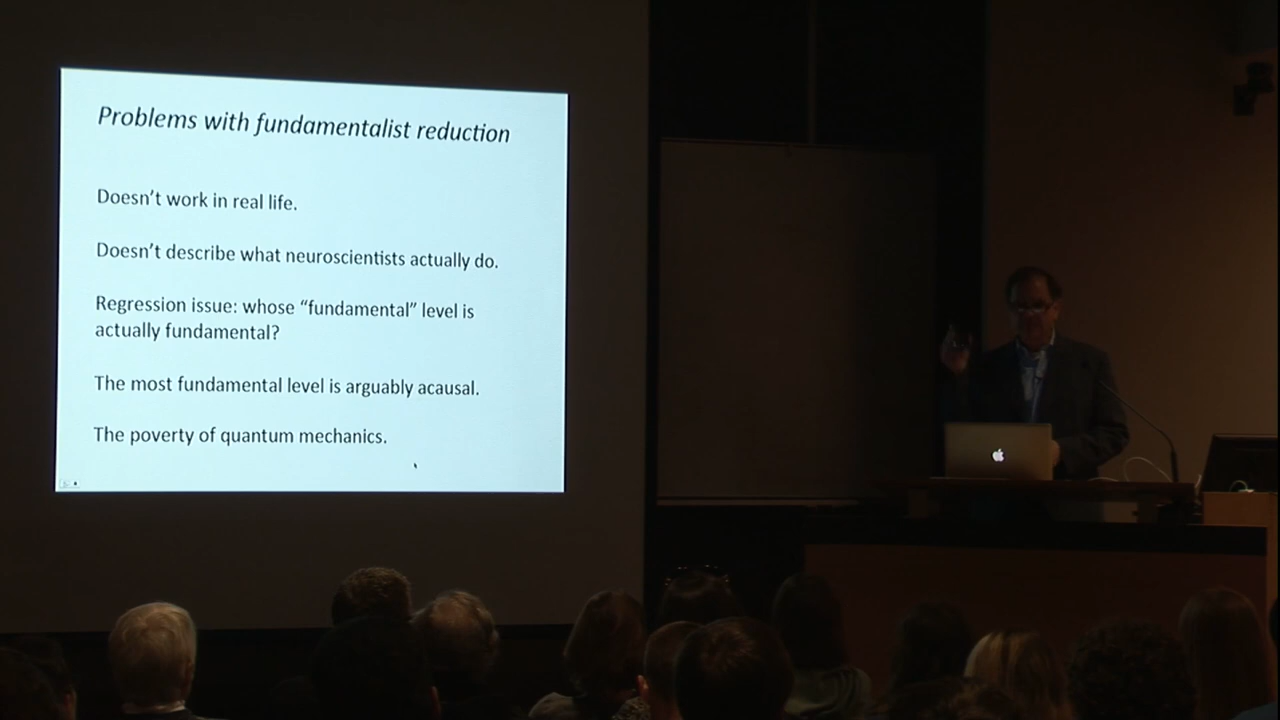 Problems with fundamentalist reduction
Doesn't work in real life.
Doesn't describe what neuroscientists actually do.
Regression issue: whose “fundamental” level is
actually fundamental?
The most fundamental level is arguably acausal.
The poverty of quantum mechanics.